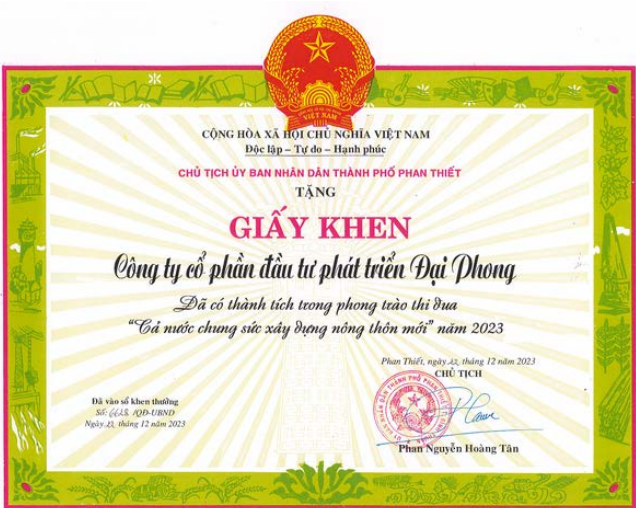 VIỆT NAM
CỘNG HÒA XÃ HỘI CHỦ NGHĨA VIỆT NAM
Độc lập – Tự do – Hạnh phúc
CHỦ TỊCH ỦY BAN NHÂN DÂN THÀNH PHỐ PHAN THIẾT
TẶNG
GIẤY KHEN
Công ty cổ phần đầu tư phát triển Đại Phong
Đã có thành tích trong phong trào thi đua
“Cả nước chung sức xây dựng nông thôn mới” năm 2023
Phan Thiết, ngày 22 tháng 12 năm 2023
CHỦ TỊCH
Đã vào sổ khen thưởng
Số: /QĐ-UBND
Ngày tháng 12 năm 2023
Phan Nguyễn Hoàng Tân